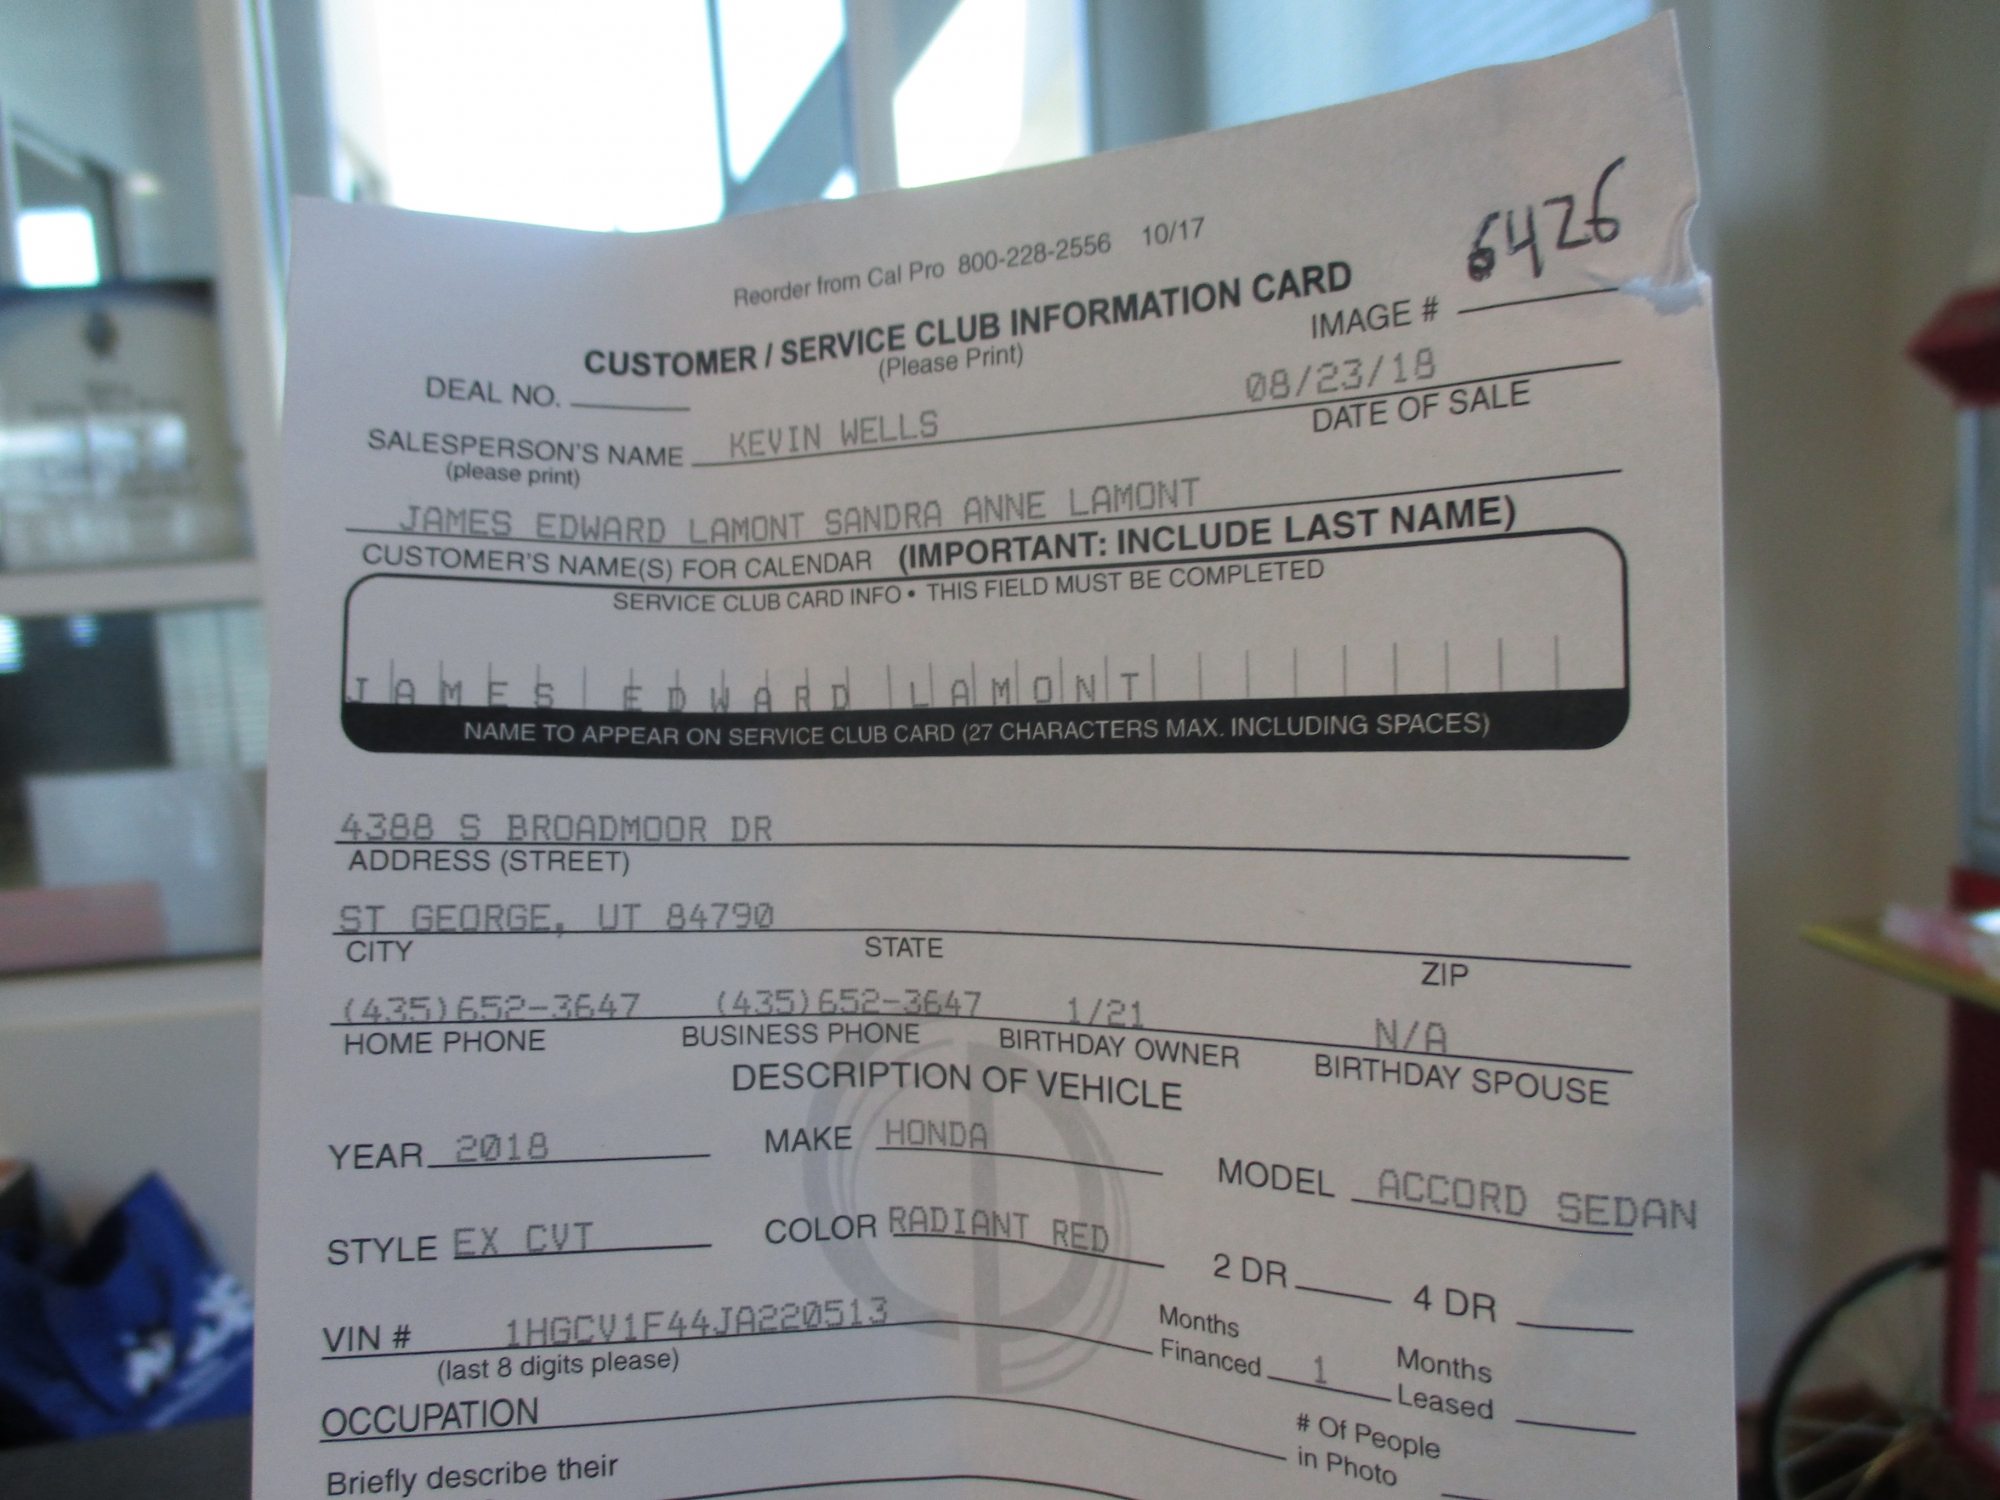 Reorder from Cal Pro 800-228-2556 10/17
6426
CUSTOMER / SERVICE CLUB INFORMATION CARD
IMAGE #
(Please Print)
DEAL NO.
08/23/18
SALESPERSON'S NAME KEVIN WELLS
DATE OF SALE
(please print)
JAMES EDWARD LAMONT SANDRA ANNE LAMONT
CUSTOMER'S NAME(S) FOR CALENDAR (IMPORTANT: INCLUDE LAST NAME)
SERVICE CLUB CARD INFO • THIS FIELD MUST BE COMPLETED
JAMES EDWARD LAMONT
NAME TO APPEAR ON SERVICE CLUB CARD (27 CHARACTERS MAX. INCLUDING SPACES)
4388 S BROADMOOR DR
ADDRESS (STREET)
ST GEORGE, UT 84790
CITY STATE ZIP
(435)652-3647 (435)652-3647 1/21 N/A
HOME PHONE BUSINESS PHONE BIRTHDAY OWNER BIRTHDAY SPOUSE
DESCRIPTION OF VEHICLE
YEAR 2018 MAKE HONDA MODEL ACCORD SEDAN
STYLE EX CVT COLOR RADIANT RED 2 DR 4 DR
VIN # 1HGCV1F44JA220513
(last 8 digits please)
Months Financed 1 Months Leased
OCCUPATION
# Of People in Photo
Briefly describe their